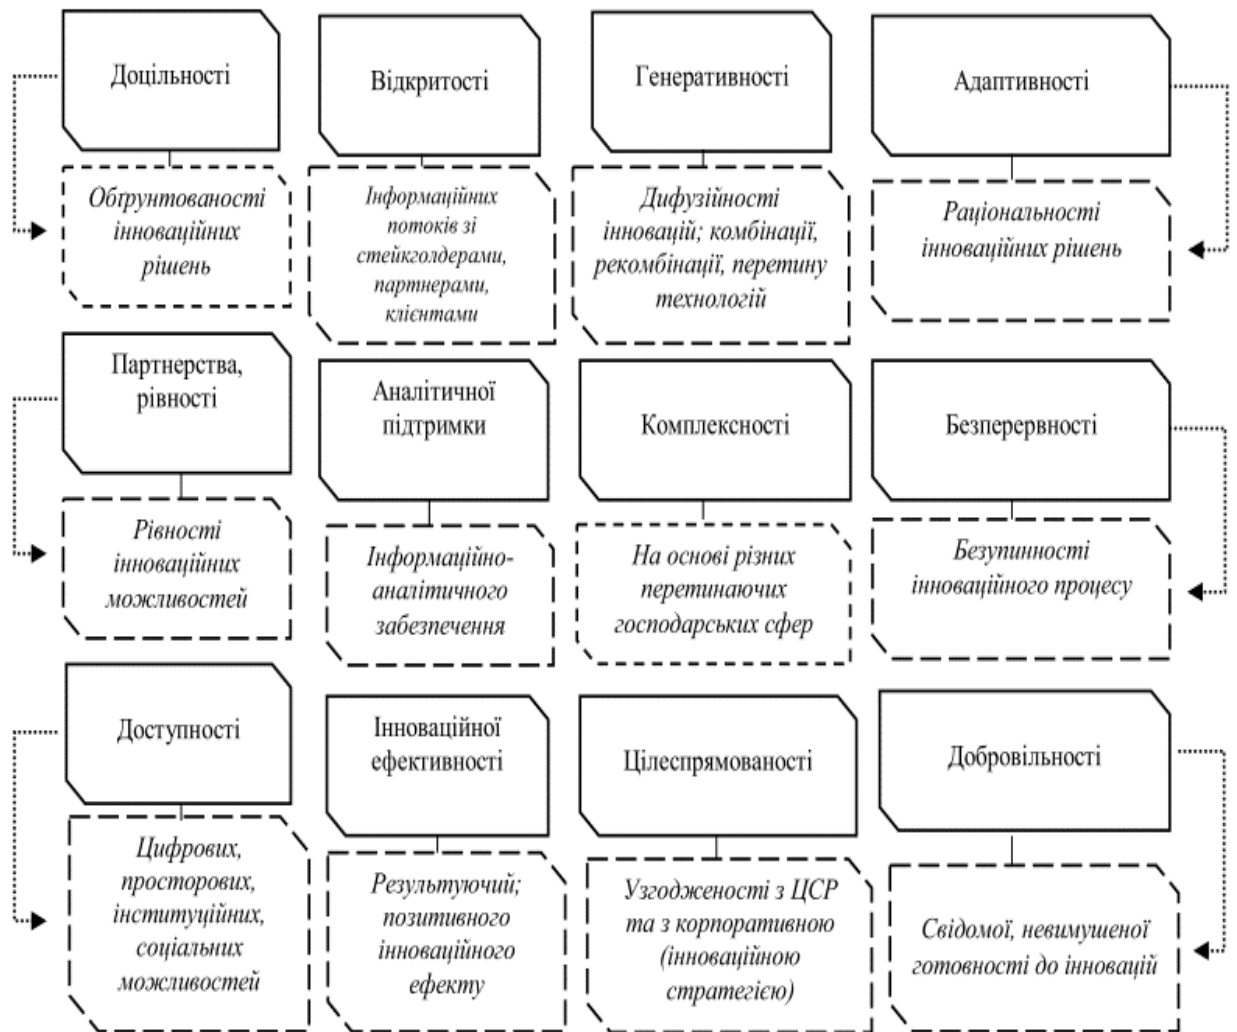 Доцільності
Обґрунтованості
інноваційних
рішень
Відкритості
Інформаційних
потоків зі
стейкголдерами,
партнерами,
клієнтами
Генеративності
Дифузійності
інновацій; комбінації,
рекомбінації, перетину
технологій
Адаптивності
Раціональності
інноваційних рішень
Партнерства,
рівності
Рівності
інноваційних
можливостей
Аналітичної
підтримки
Інформаційно-
аналітичного
забезпечення
Комплексності
На основі різних
перетинаючих
господарських сфер
Безперервності
Безупинності
інноваційного процесу
Доступності
Цифрових,
просторових,
інституційних,
соціальних
можливостей
Інноваційної
ефективності
Результуючий;
позитивного
інноваційного
ефекту
Цілеспрямованості
Узгодженості з ЦСР
та з корпоративною
(інноваційною
стратегією)
Добровільності
Свідомої, невимушеної
готовності до інновацій